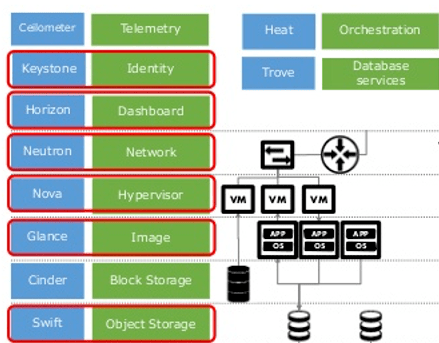 Ceilometer Telemetry
Heat Orchestration
Keystone Identity
Trove Database
services
Horizon Dashboard
Neutron Network
Nova Hypervisor
VM VM VM
Glance Image
APP APP APP
OS OS OS
Cinder Block Storage
Swift Object Storage